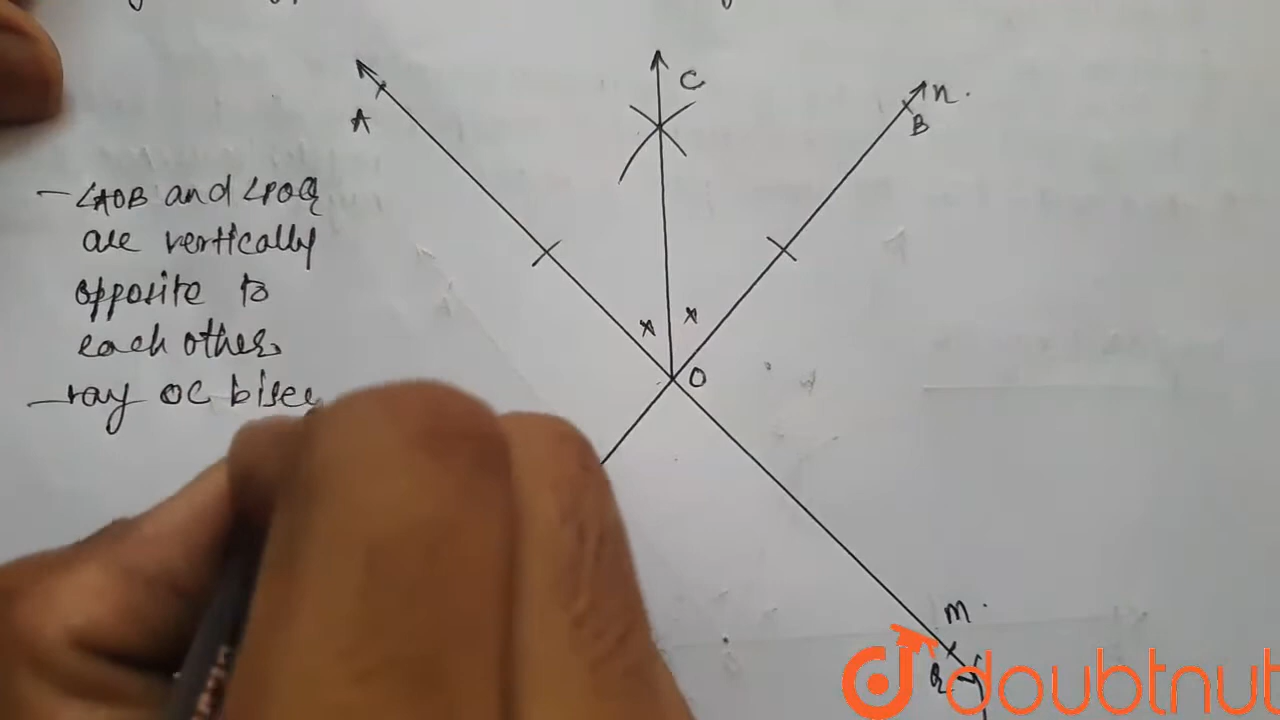 C
n.
A
B
- ∠AOB and ∠POQ
are vertically
opposite to
each other
- ray OC bisec
O
M.
Q
doubtnut